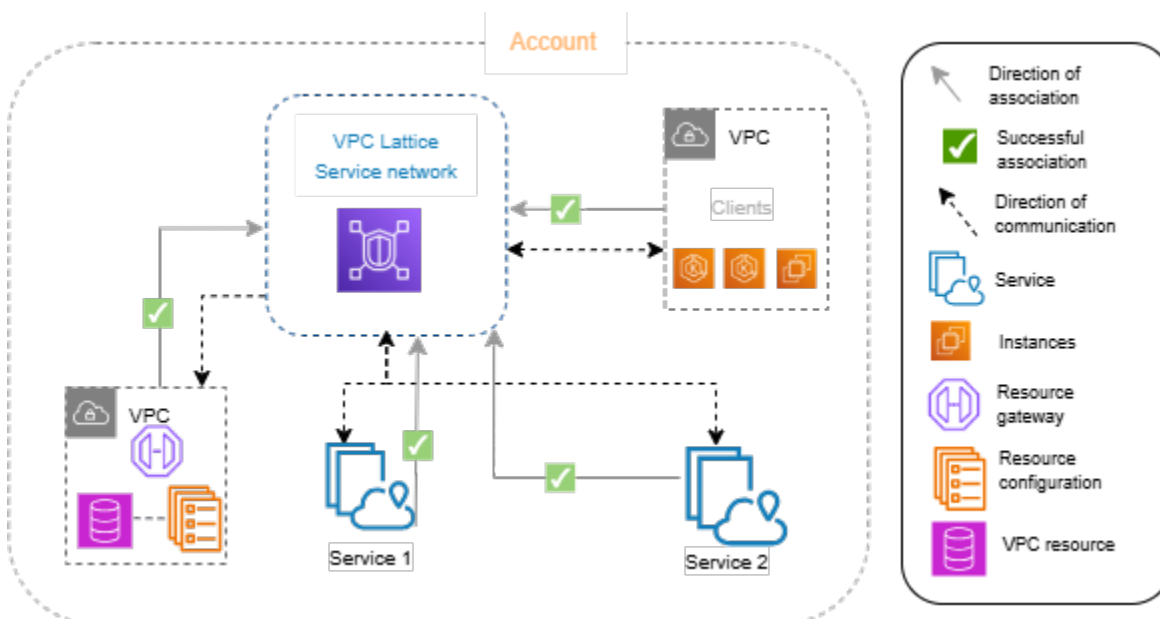 Account
VPC Lattice
Service network
VPC
Clients
VPC
Service 1
Service 2
Direction of
association
Successful
association
Direction of
communication
Service
Instances
Resource
gateway
Resource
configuration
VPC resource